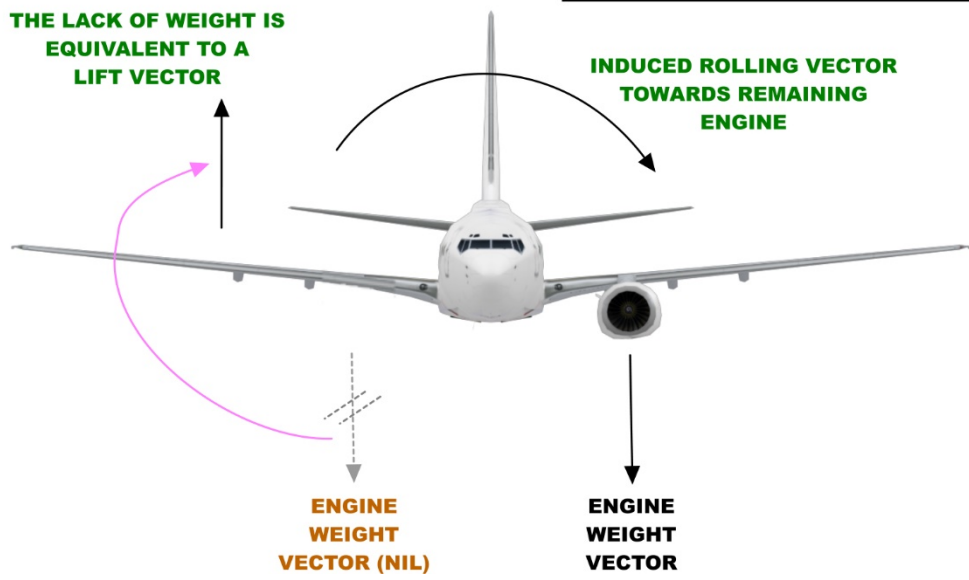 THE LACK OF WEIGHT IS
EQUIVALENT TO A
LIFT VECTOR
INDUCED ROLLING VECTOR
TOWARDS REMAINING
ENGINE
ENGINE
WEIGHT
VECTOR (NIL)
ENGINE
WEIGHT
VECTOR